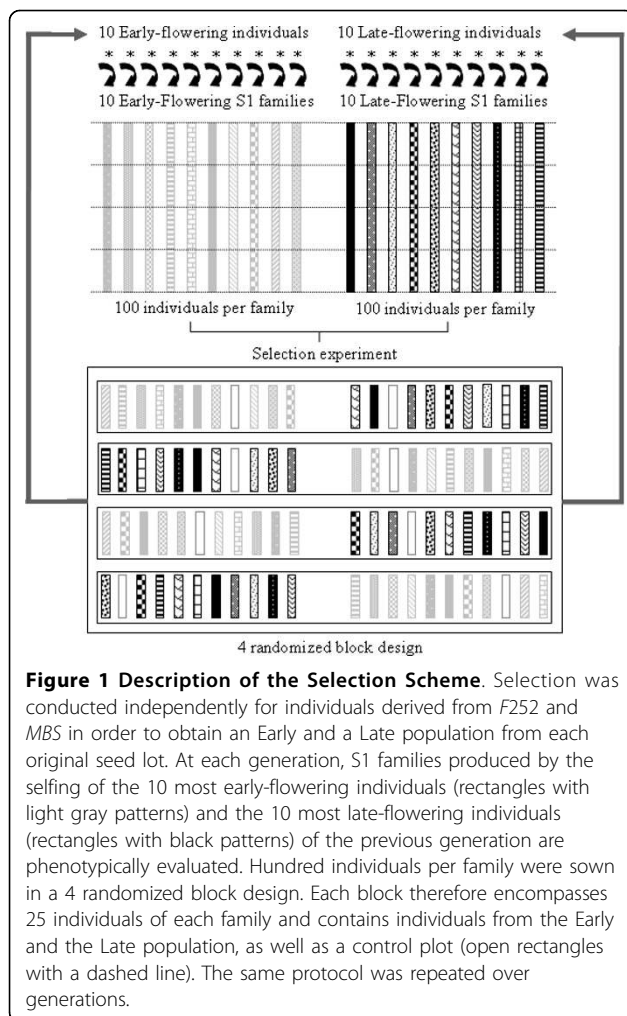 10 Early-flowering individuals 10 Late-flowering individuals
* * * * * * * * * * * * * * * * * * * *
10 Early-Flowering S1 families 10 Late-Flowering S1 families
100 individuals per family 100 individuals per family
Selection experiment
4 randomized block design
Figure 1 Description of the Selection Scheme. Selection was
conducted independently for individuals derived from F252 and
MBS in order to obtain an Early and a Late population from each
original seed lot. At each generation, S1 families produced by the
selfing of the 10 most early-flowering individuals (rectangles with
light gray patterns) and the 10 most late-flowering individuals
(rectangles with black patterns) of the previous generation are
phenotypically evaluated. Hundred individuals per family were sown
in a 4 randomized block design. Each block therefore encompasses
25 individuals of each family and contains individuals from the Early
and the Late population, as well as a control plot (open rectangles
with a dashed line). The same protocol was repeated over
generations.